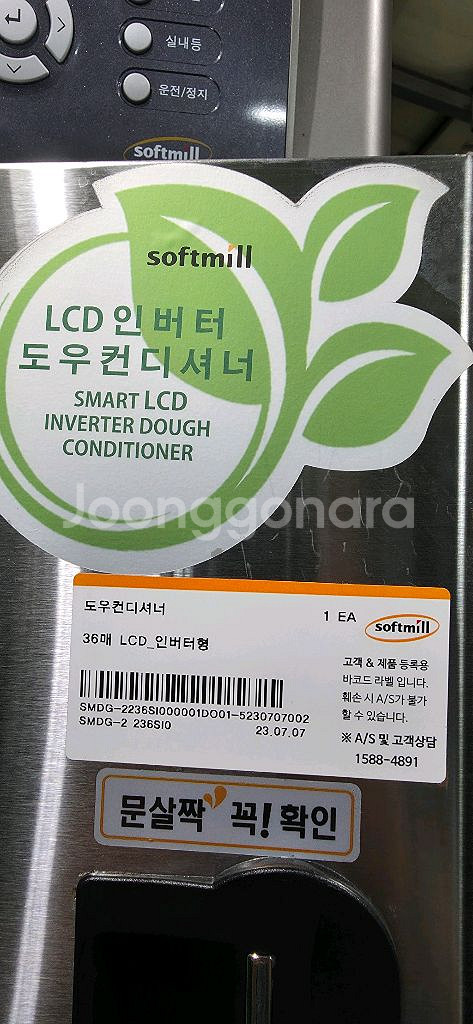 실내등
운전/정지
softmill
softmill
LCD 인버터
도우컨디셔너
SMART LCD
INVERTER DOUGH
CONDITIONER
Joonggonara
도우컨디셔너
1 EA
softmill
36매 LCD_인버터형
고객 & 제품 등록용
바코드 라벨 입니다.
훼손 시 A/S가 불가
할 수 있습니다.
SMDG-2236SI000001DO01-5230707002
SMDG-2 236SI0
23.07.07
※ A/S 및 고객상담
1588-4891
문살짝 꼭! 확인